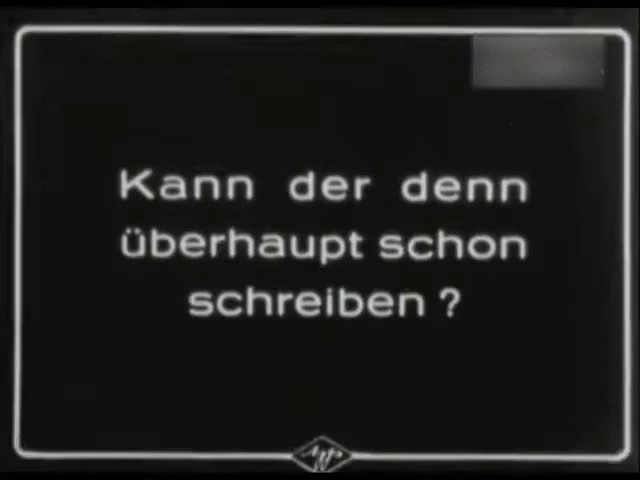 Kann der denn
überhaupt schon
schreiben ?